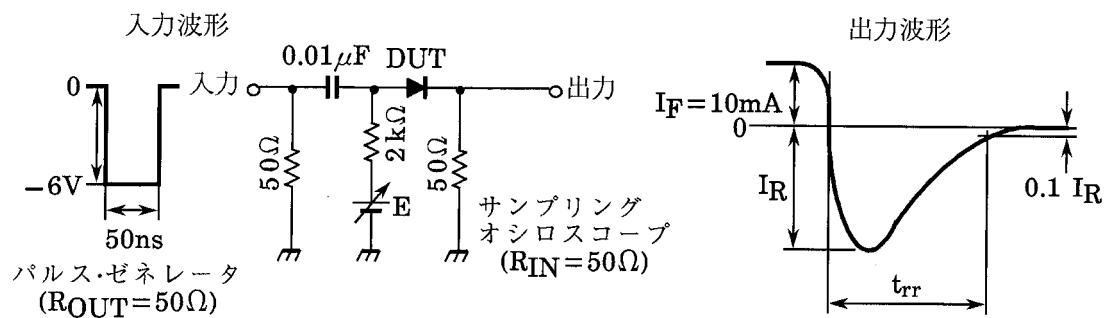 入力波形
0
-6V
50ns
パルス・ゼネレータ
(ROUT=50Ω)
入力
0.01μF
DUT
50Ω
2kΩ
E
50Ω
出力
サンプリング
オシロスコープ
(RIN=50Ω)
出力波形
IF=10mA
0
IR
0.1 IR
trr